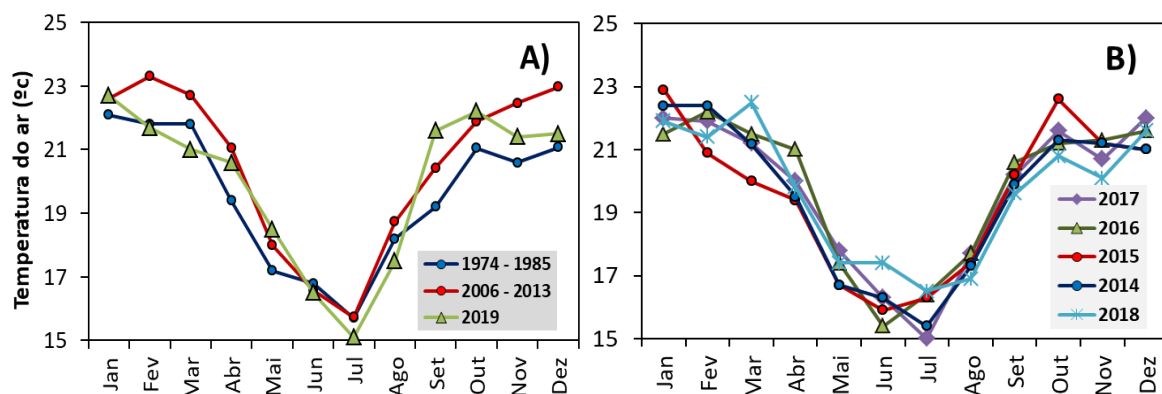 Temperatura do ar (ºc)
A)
25
23
21
19
17
15
1974 - 1985
2006 - 2013
2019
Jan Fev Mar Abr Mai Jun Jul Ago Set Out Nov Dez
B)
25
23
21
19
17
15
2017
2016
2015
2014
2018
Jan Fev Mar Abr Mai Jun Jul Ago Set Out Nov Dez